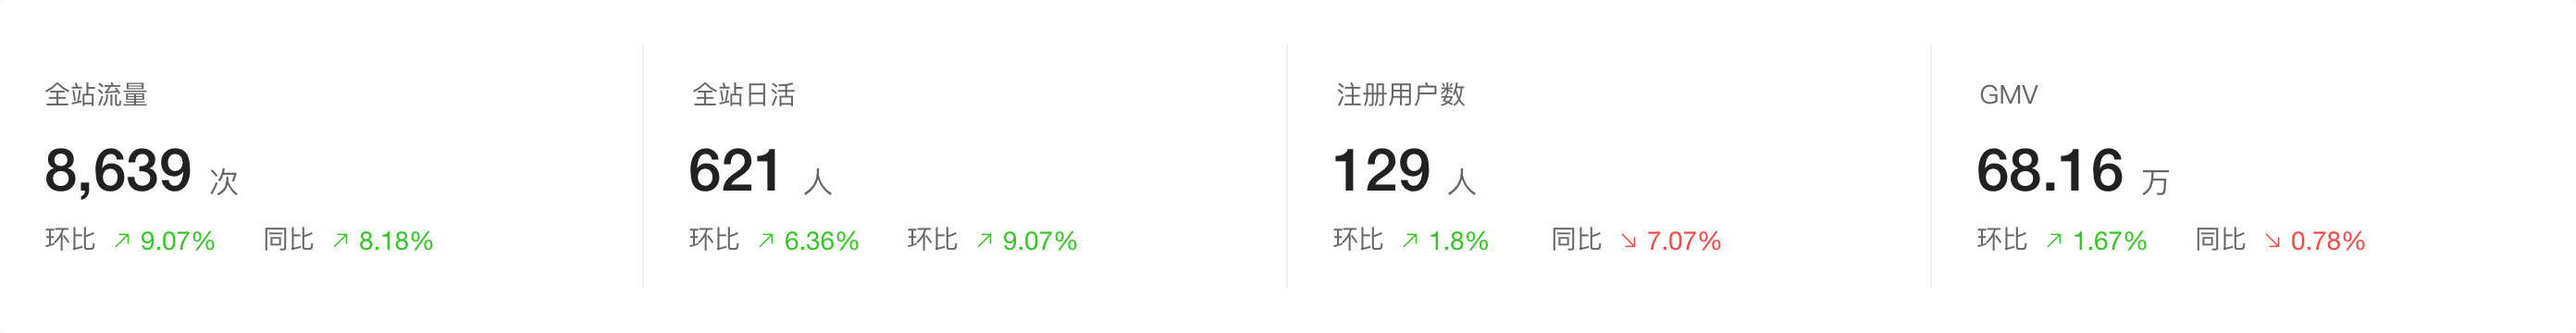 全站流量
8,639 次
环比 ↗ 9.07% 同比 ↗ 8.18%
全站日活
621 人
环比 ↗ 6.36% 环比 ↗ 9.07%
注册用户数
129 人
环比 ↗ 1.8% 同比 ↘ 7.07%
GMV
68.16 万
环比 ↗ 1.67% 同比 ↘ 0.78%